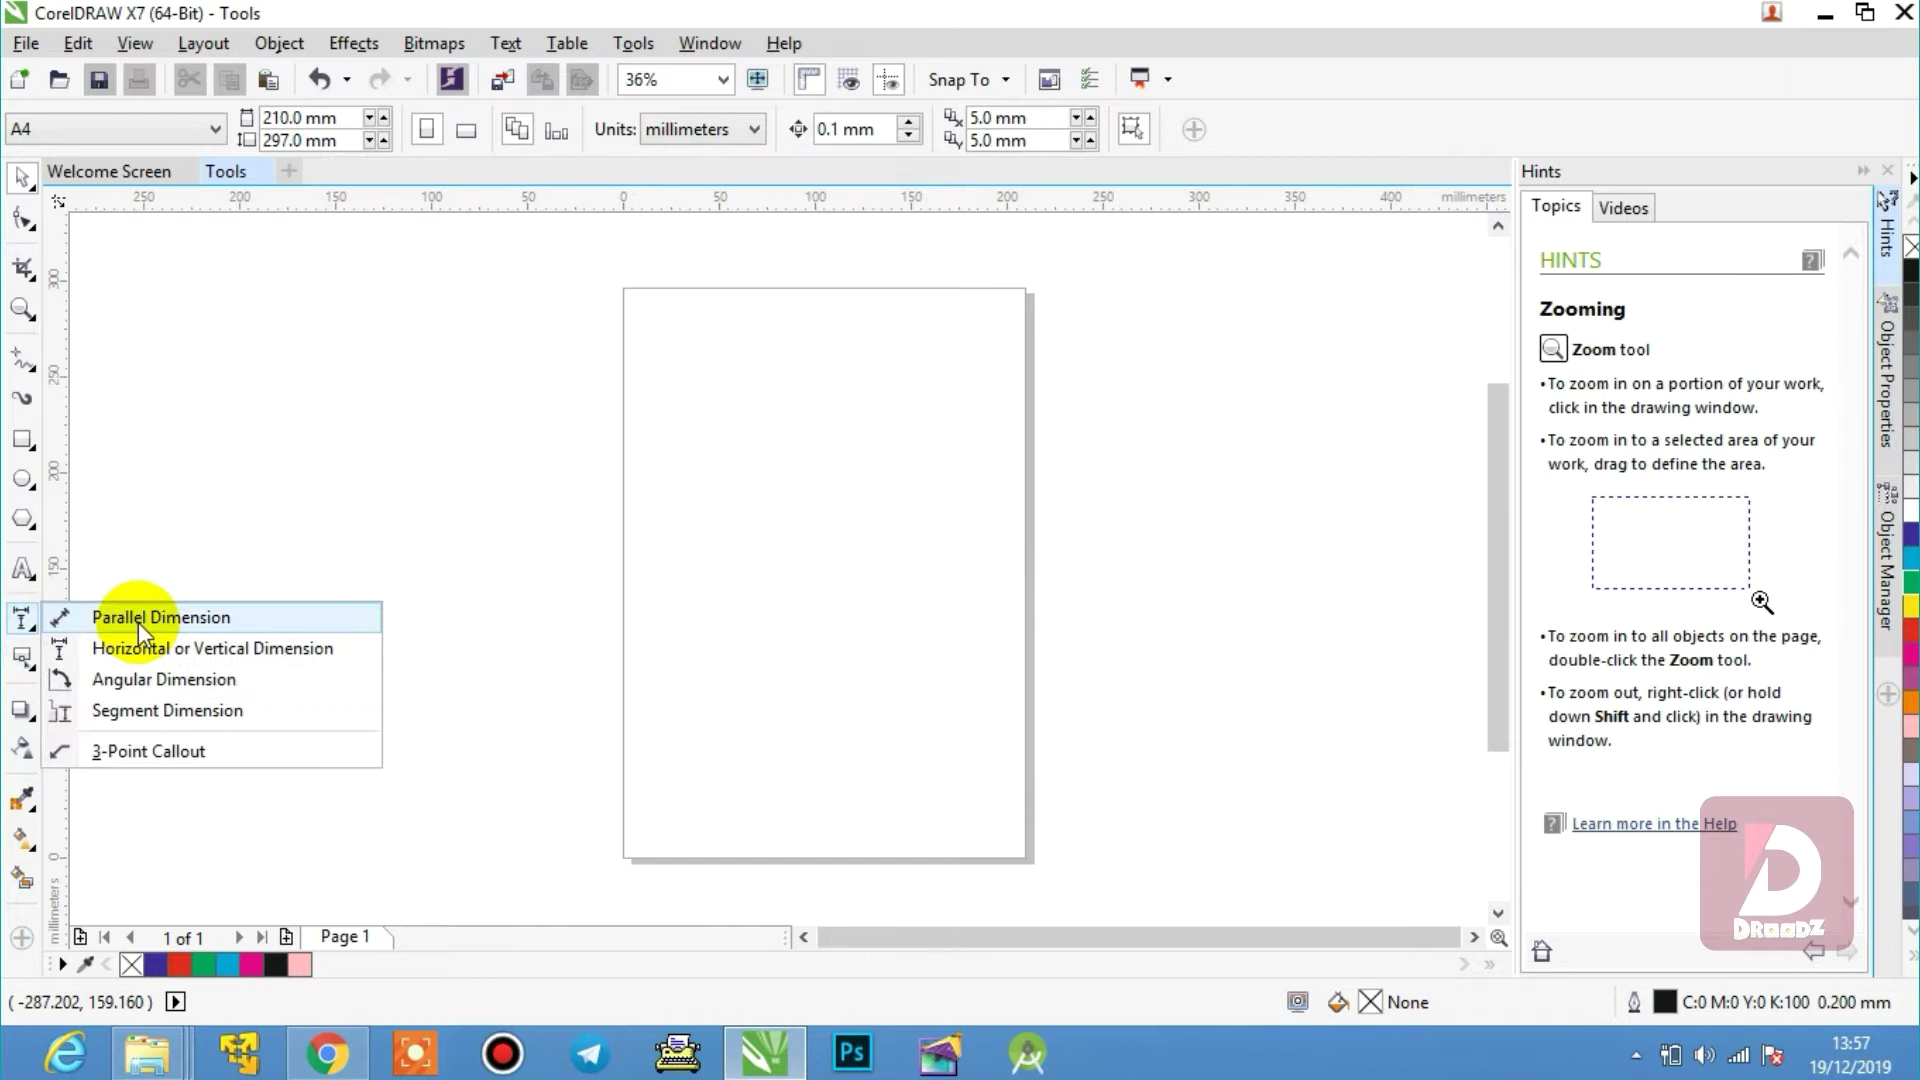 CorelDRAW X7 (64-Bit) - Tools
File Edit View Layout Object Effects Bitmaps Text Table Tools Window Help
36% Snap To
A4 210.0 mm 297.0 mm Units: millimeters 0.1 mm 5.0 mm 5.0 mm
Welcome Screen Tools
Hints
250 200 150 100 50 0 50 100 150 200 250 300 350 400 millimeters
Topics Videos
HINTS
Zooming
Zoom tool
•To zoom in on a portion of your work,
click in the drawing window.
•To zoom in to a selected area of your
work, drag to define the area.
•To zoom in to all objects on the page,
double-click the Zoom tool.
•To zoom out, right-click (or hold
down Shift and click) in the drawing
window.
Learn more in the Help
Hints
Object Properties
Object Manager
300
250
200
150
0
millimeters
Parallel Dimension
Horizontal or Vertical Dimension
Angular Dimension
Segment Dimension
3-Point Callout
DROODZ
1 of 1 Page 1
( -287.202, 159.160 ) None C:0 M:0 Y:0 K:100 0.200 mm
Ps
13:57
19/12/2019